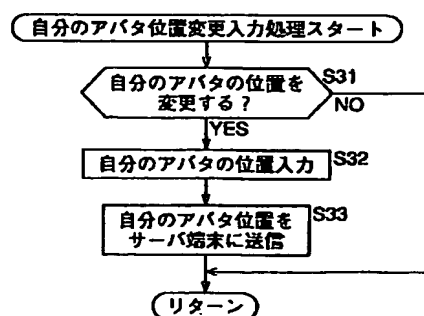 自分のアバタ位置変更入力処理スタート
自分のアバタの位置を
変更する？
S31
NO
YES
自分のアバタの位置入力
S32
自分のアバタ位置を
サーバ端末に送信
S33
リターン